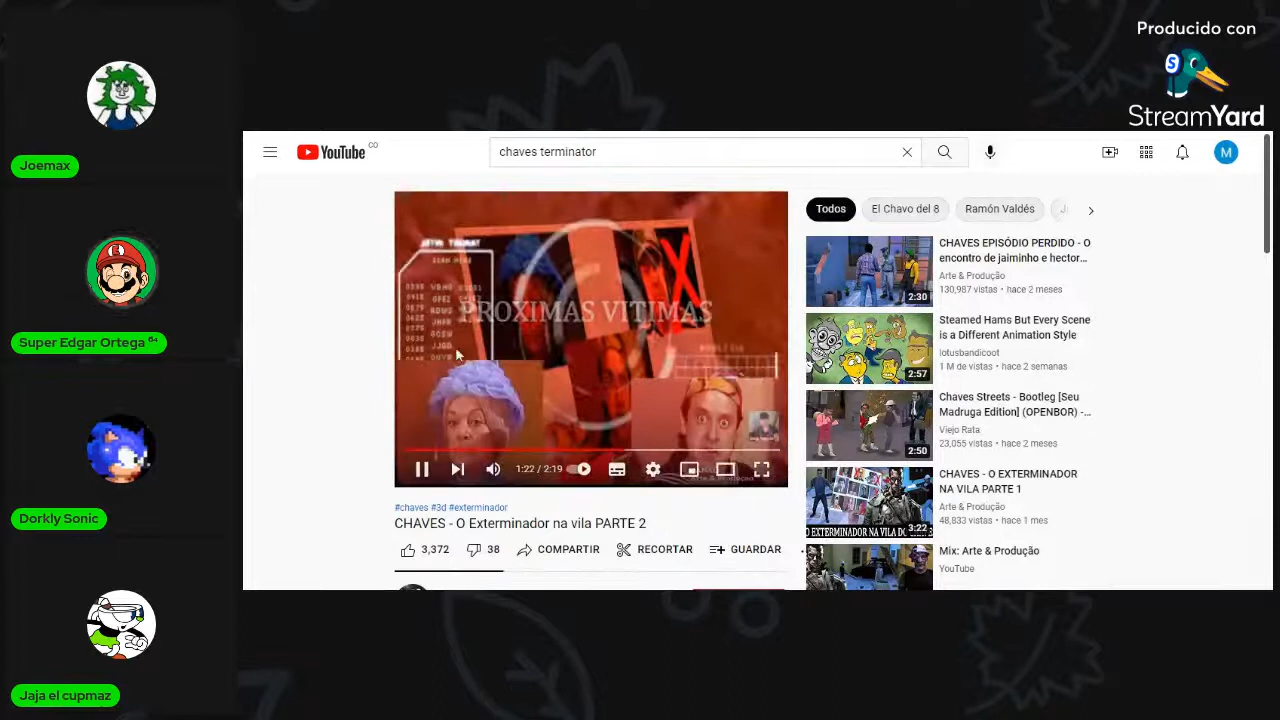 Producido con
StreamYard
Joemax
Super Edgar Ortega ⁶⁴
Dorkly Sonic
Jaja el cupmaz
YouTube CO
chaves terminator
M
PROXIMAS VITIMAS
1:22 / 2:19
#chaves #3d #exterminador
CHAVES - O Exterminador na vila PARTE 2
3,372
38
COMPARTIR
RECORTAR
GUARDAR
Todos
El Chavo del 8
Ramón Valdés
CHAVES EPISÓDIO PERDIDO - O
encontro de jaiminho e hector...
Arte & Produção
130,987 vistas • hace 2 meses
2:30
Steamed Hams But Every Scene
is a Different Animation Style
lotusbandicoot
1 M de vistas • hace 2 semanas
2:57
Chaves Streets - Bootleg [Seu
Madruga Edition] (OPENBOR) -...
Viejo Rata
23,055 vistas • hace 2 meses
2:50
CHAVES - O EXTERMINADOR
NA VILA PARTE 1
Arte & Produção
48,833 vistas • hace 1 mes
3:22
Mix: Arte & Produção
YouTube